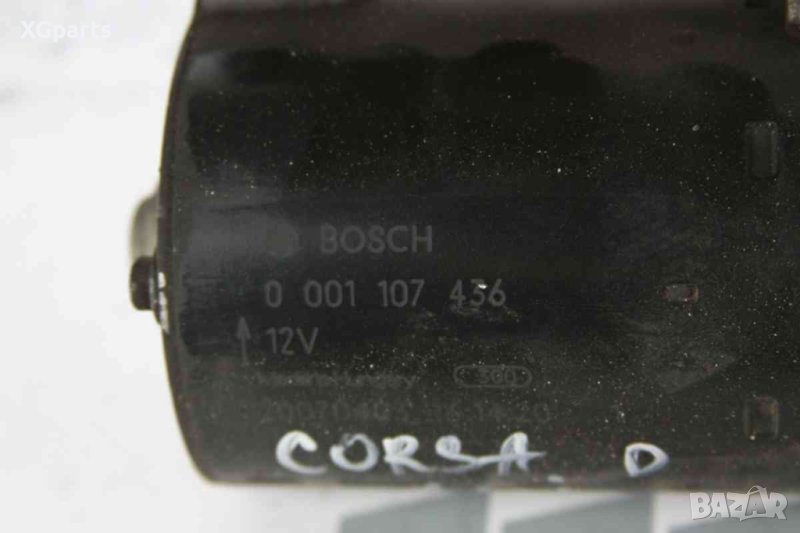 XGparts
BOSCH
0 001 107 436
12V
CORSA D
BAZAR